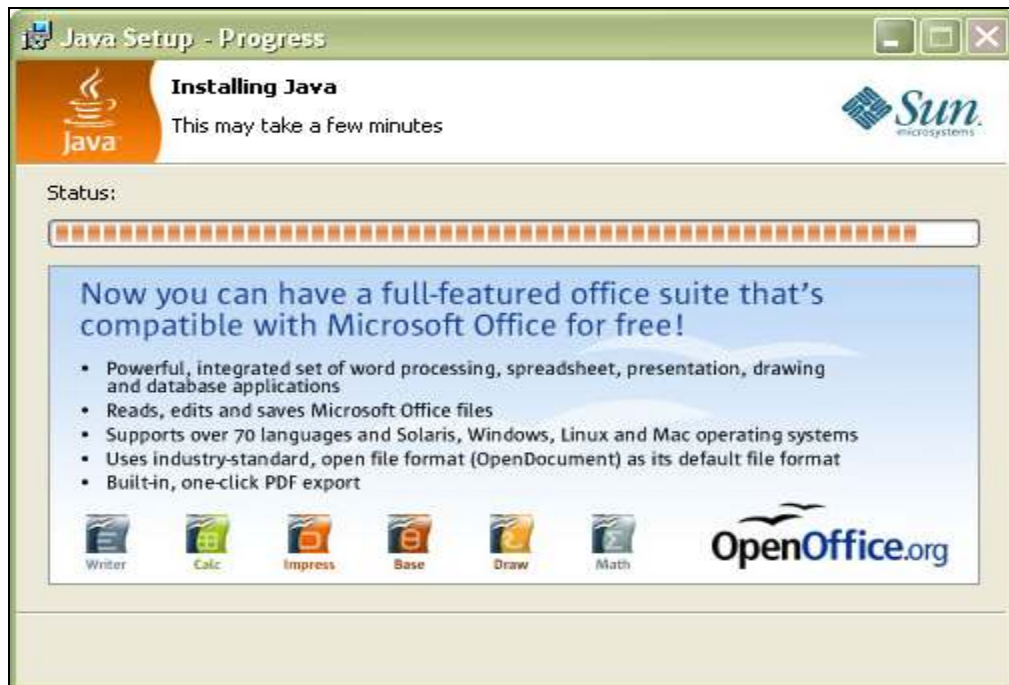 Java Setup - Progress
Installing Java
This may take a few minutes
Java
Sun
microsystems
Status:
Now you can have a full-featured office suite that's
compatible with Microsoft Office for free!
• Powerful, integrated set of word processing, spreadsheet, presentation, drawing
and database applications
• Reads, edits and saves Microsoft Office files
• Supports over 70 languages and Solaris, Windows, Linux and Mac operating systems
• Uses industry-standard, open file format (OpenDocument) as its default file format
• Built-in, one-click PDF export
Writer Calc Impress Base Draw Math
OpenOffice.org